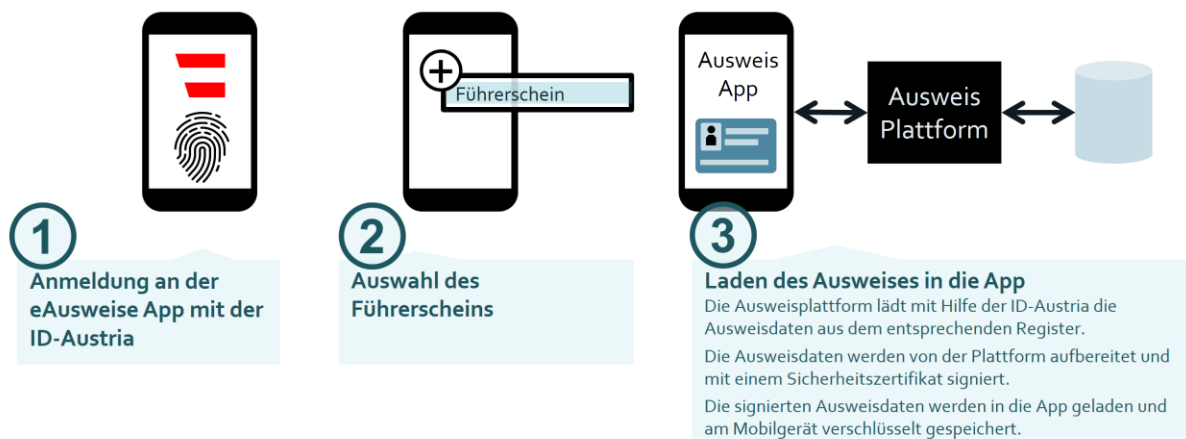 Führerschein
Ausweis
App
Ausweis
Plattform
1
Anmeldung an der
eAusweise App mit der
ID-Austria
2
Auswahl des
Führerscheins
3
Laden des Ausweises in die App
Die Ausweisplattform lädt mit Hilfe der ID-Austria die
Ausweisdaten aus dem entsprechenden Register.
Die Ausweisdaten werden von der Plattform aufbereitet und
mit einem Sicherheitszertifikat signiert.
Die signierten Ausweisdaten werden in die App geladen und
am Mobilgerät verschlüsselt gespeichert.